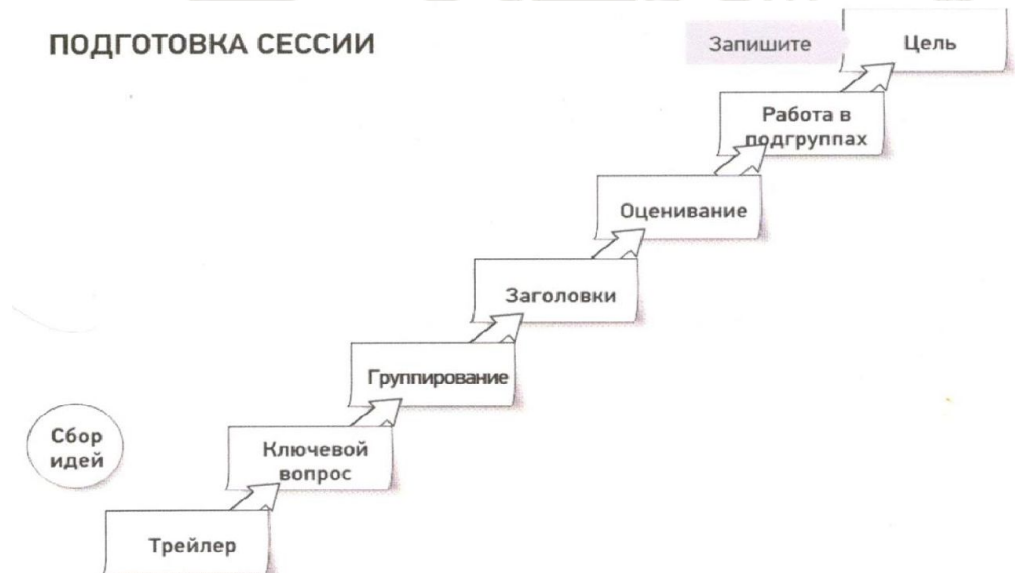 ПОДГОТОВКА СЕССИИ
Запишите
Цель
Работа в
подгруппах
Оценивание
Заголовки
Группирование
Сбор
идей
Ключевой
вопрос
Трейлер